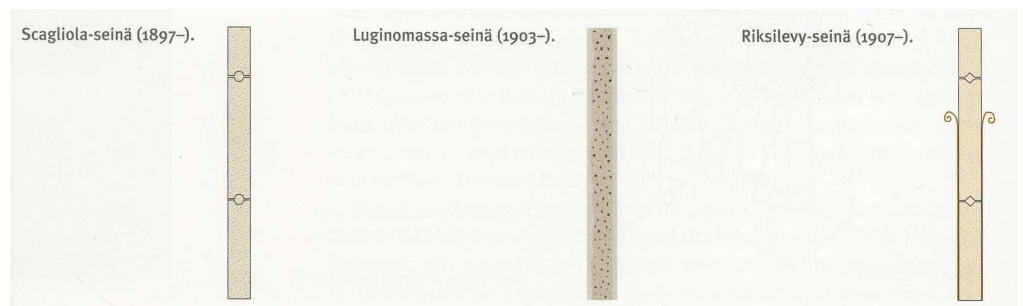 Scagliola-seinä (1897–).
Luginomassa-seinä (1903–).
Riksilevy-seinä (1907–).